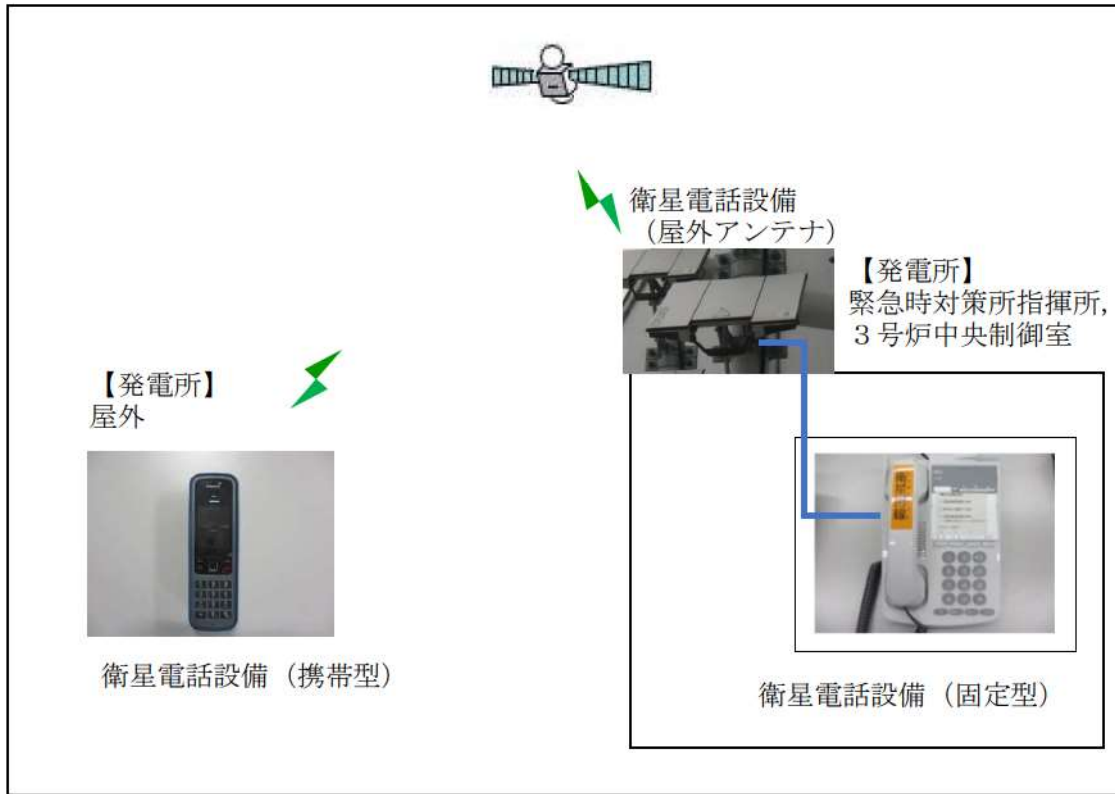 衛星電話設備
（屋外アンテナ）
【発電所】
緊急時対策所指揮所，
３号炉中央制御室
【発電所】
屋外
衛星電話設備（携帯型）
衛星電話設備（固定型）